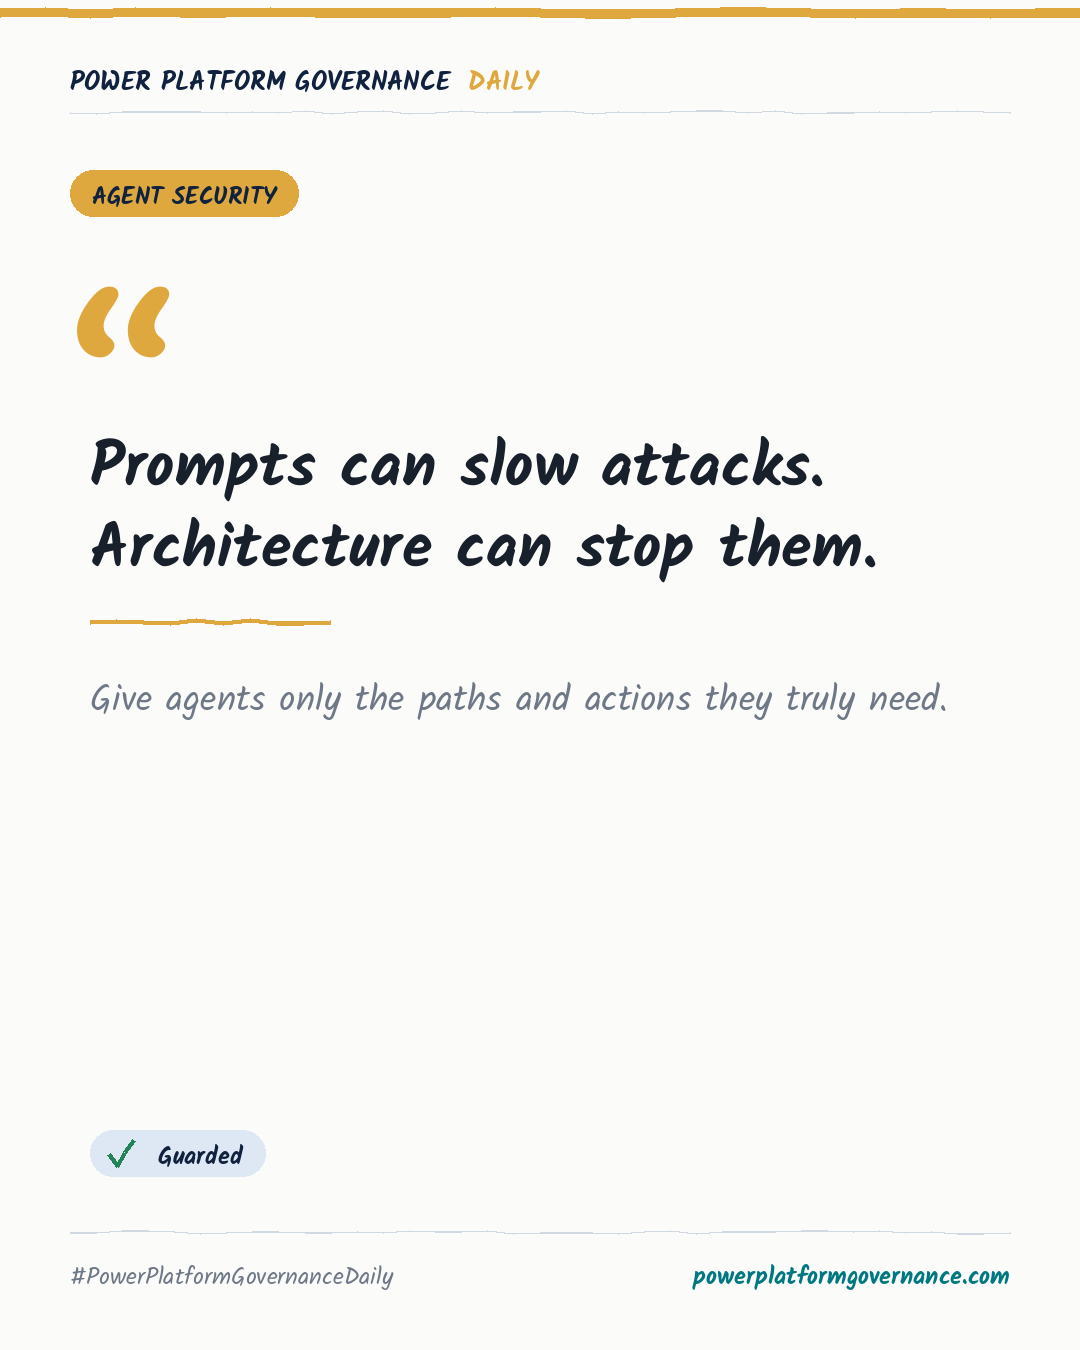 POWER PLATFORM GOVERNANCE DAILY
AGENT SECURITY
“
Prompts can slow attacks.
Architecture can stop them.
Give agents only the paths and actions they truly need.
✓ Guarded
#PowerPlatformGovernanceDaily
powerplatformgovernance.com